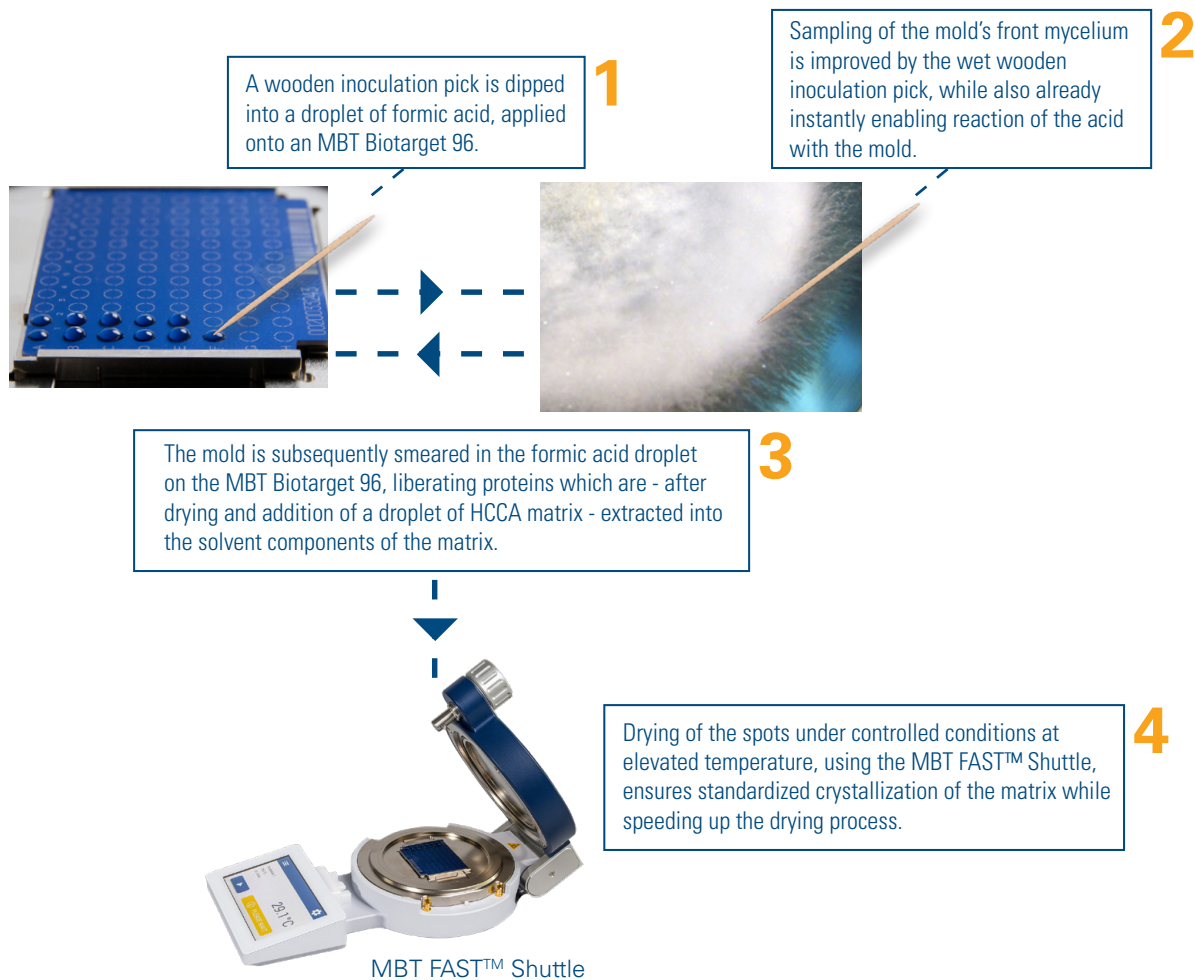 1
A wooden inoculation pick is dipped
into a droplet of formic acid, applied
onto an MBT Biotarget 96.
2
Sampling of the mold’s front mycelium
is improved by the wet wooden
inoculation pick, while also already
instantly enabling reaction of the acid
with the mold.
3
The mold is subsequently smeared in the formic acid droplet
on the MBT Biotarget 96, liberating proteins which are - after
drying and addition of a droplet of HCCA matrix - extracted into
the solvent components of the matrix.
4
Drying of the spots under controlled conditions at
elevated temperature, using the MBT FAST™ Shuttle,
ensures standardized crystallization of the matrix while
speeding up the drying process.
29.1°C
MBT FAST™ Shuttle